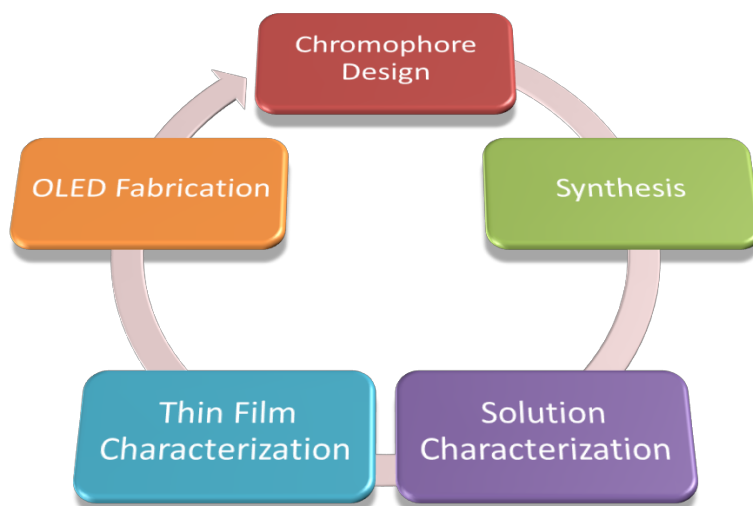 Chromophore
Design
Synthesis
Solution
Characterization
Thin Film
Characterization
OLED Fabrication